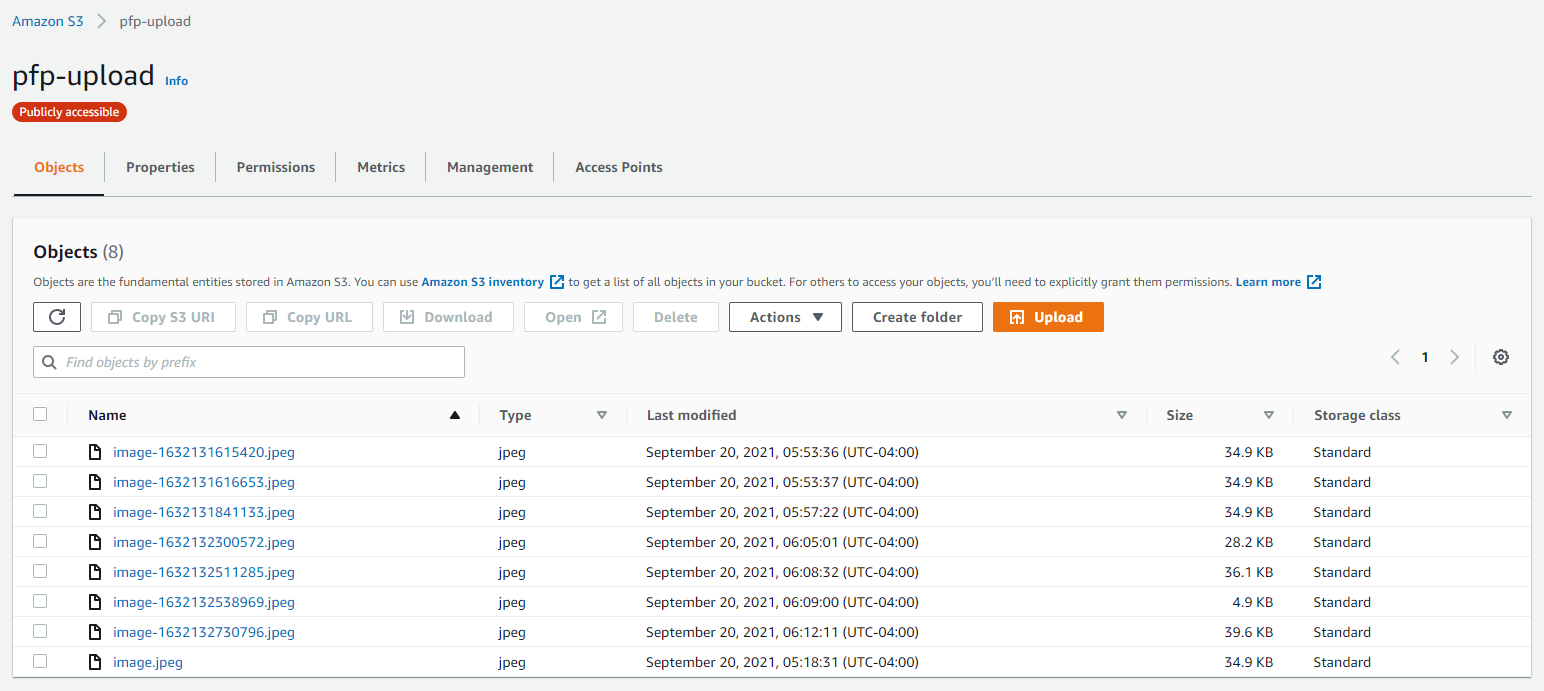 Amazon S3 > pfp-upload
pfp-upload Info
Publicly accessible
Objects Properties Permissions Metrics Management Access Points
Objects (8)
Objects are the fundamental entities stored in Amazon S3. You can use Amazon S3 inventory to get a list of all objects in your bucket. For others to access your objects, you'll need to explicitly grant them permissions. Learn more
Copy S3 URI Copy URL Download Open Delete Actions Create folder Upload
Find objects by prefix 1
Name Type Last modified Size Storage class
image-1632131615420.jpeg jpeg September 20, 2021, 05:53:36 (UTC-04:00) 34.9 KB Standard
image-1632131616653.jpeg jpeg September 20, 2021, 05:53:37 (UTC-04:00) 34.9 KB Standard
image-1632131841133.jpeg jpeg September 20, 2021, 05:57:22 (UTC-04:00) 34.9 KB Standard
image-1632132300572.jpeg jpeg September 20, 2021, 06:05:01 (UTC-04:00) 28.2 KB Standard
image-1632132511285.jpeg jpeg September 20, 2021, 06:08:32 (UTC-04:00) 36.1 KB Standard
image-1632132538969.jpeg jpeg September 20, 2021, 06:09:00 (UTC-04:00) 4.9 KB Standard
image-1632132730796.jpeg jpeg September 20, 2021, 06:12:11 (UTC-04:00) 39.6 KB Standard
image.jpeg jpeg September 20, 2021, 05:18:31 (UTC-04:00) 34.9 KB Standard